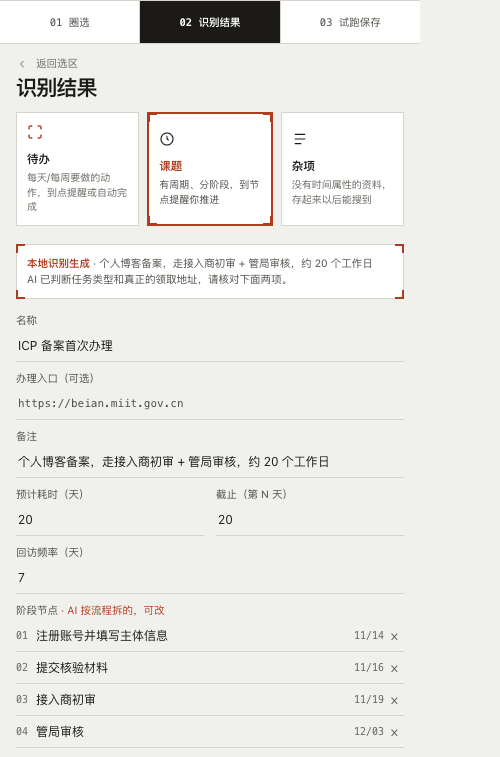 01 圈选
02 识别结果
03 试跑保存
返回选区
识别结果
待办
每天/每周要做的动
作，到点提醒或自动完
成
课题
有周期、分阶段，到节
点提醒你推进
杂项
没有时间属性的资料，
存起来以后能搜到
本地识别生成 · 个人博客备案，走接入商初审 + 管局审核，约 20 个工作日
AI 已判断任务类型和真正的领取地址，请核对下面两项。
名称
ICP 备案首次办理
办理入口（可选）
https://beian.miit.gov.cn
备注
个人博客备案，走接入商初审 + 管局审核，约 20 个工作日
预计耗时（天） 截止（第 N 天）
20 20
回访频率（天）
7
阶段节点 · AI 按流程拆的，可改
01 注册账号并填写主体信息 11/14 ×
02 提交核验材料 11/16 ×
03 接入商初审 11/19 ×
04 管局审核 12/03 ×